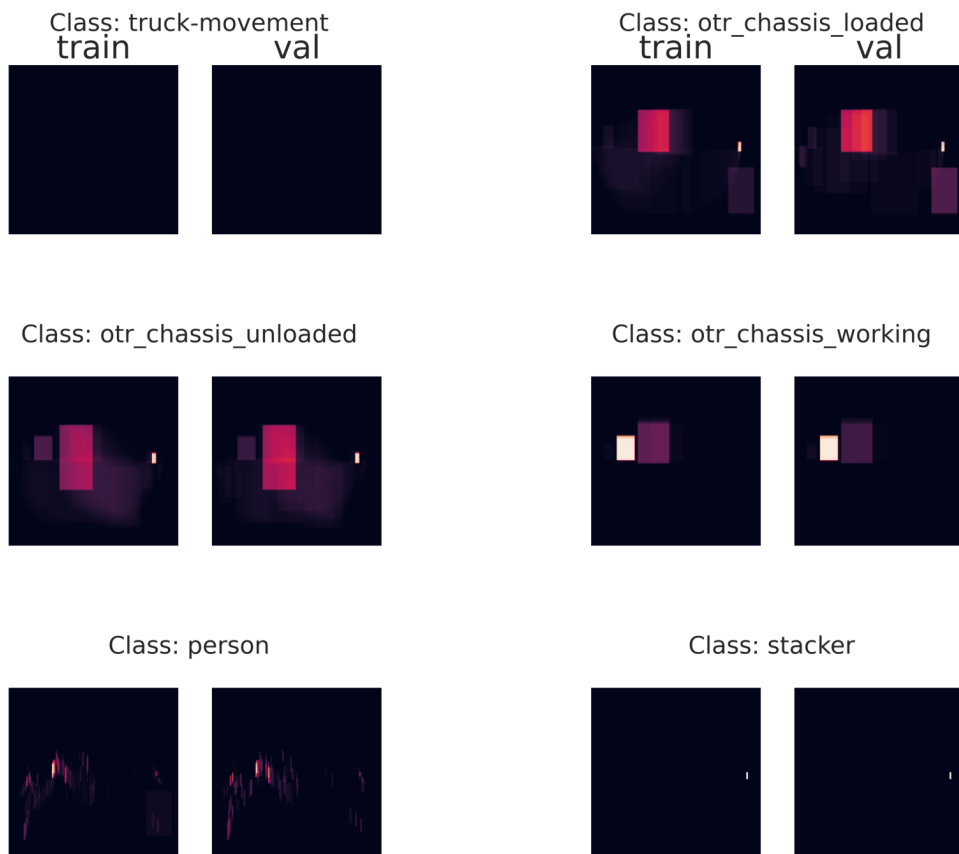 Class: truck-movement
train val
Class: otr_chassis_loaded
train val
Class: otr_chassis_unloaded
Class: otr_chassis_working
Class: person
Class: stacker